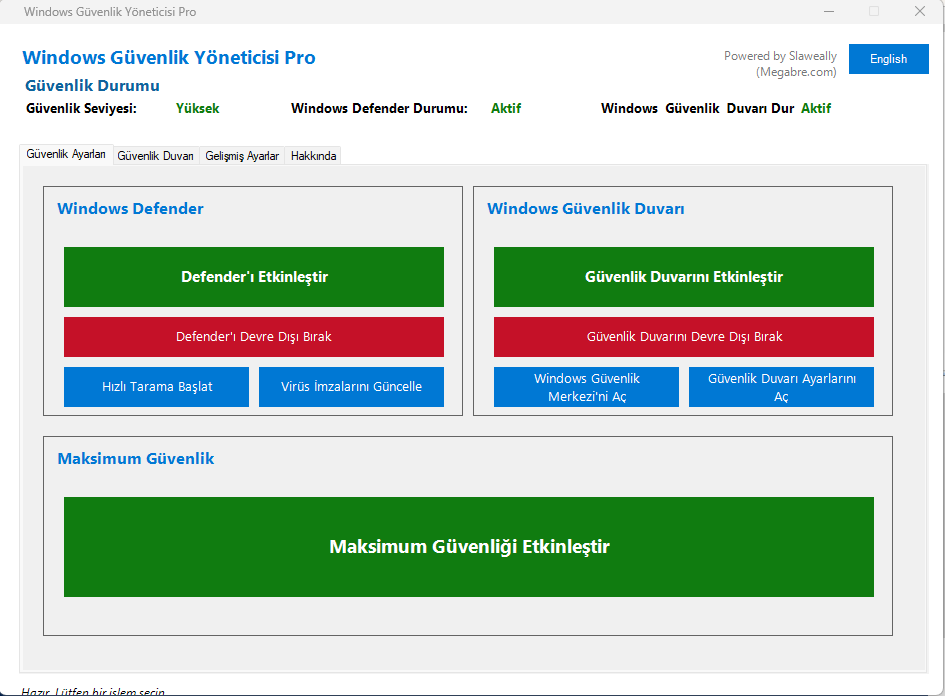 Windows Güvenlik Yöneticisi Pro
Windows Güvenlik Yöneticisi Pro
Powered by Slaweally
(Megabre.com)
English
Güvenlik Durumu
Güvenlik Seviyesi: Yüksek Windows Defender Durumu: Aktif Windows Güvenlik Duvarı Dur Aktif
Güvenlik Ayarları Güvenlik Duvarı Gelişmiş Ayarlar Hakkında
Windows Defender
Defender'ı Etkinleştir
Defender'ı Devre Dışı Bırak
Hızlı Tarama Başlat
Virüs İmzalarını Güncelle
Windows Güvenlik Duvarı
Güvenlik Duvarını Etkinleştir
Güvenlik Duvarını Devre Dışı Bırak
Windows Güvenlik
Merkezi'ni Aç
Güvenlik Duvarı Ayarlarını
Aç
Maksimum Güvenlik
Maksimum Güvenliği Etkinleştir
Hazır. Lütfen bir işlem seçin